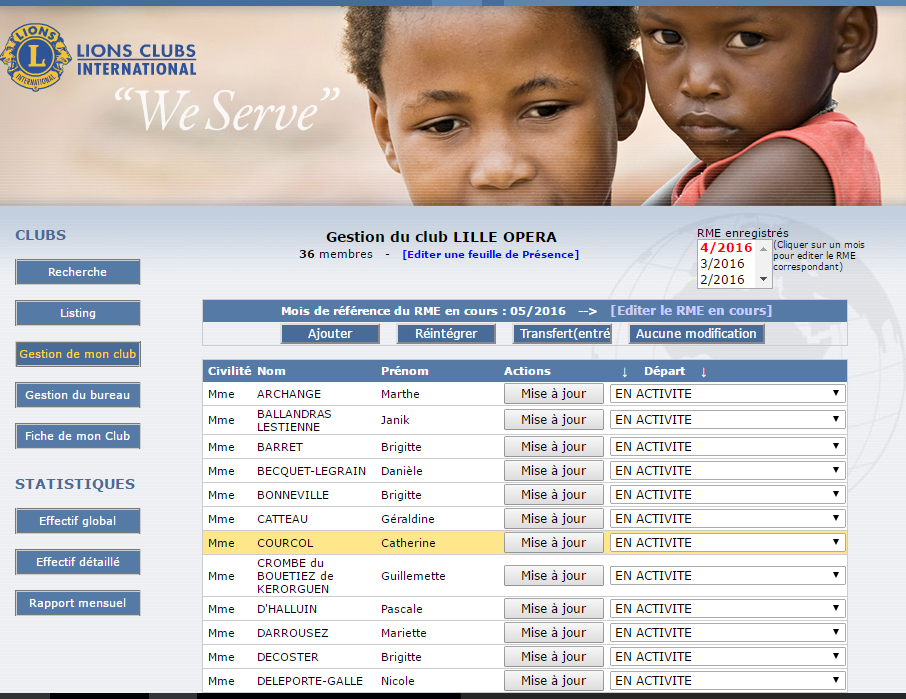 LIONS
L
INTERNATIONAL
LIONS CLUBS
INTERNATIONAL
“We Serve”
CLUBS
Recherche
Listing
Gestion de mon club
Gestion du bureau
Fiche de mon Club
STATISTIQUES
Effectif global
Effectif détaillé
Rapport mensuel
Gestion du club LILLE OPERA
36 membres - [Editer une feuille de Présence]
RME enregistrés
4/2016
3/2016
2/2016
(Cliquer sur un mois
pour editer le RME
correspondant)
Mois de référence du RME en cours : 05/2016 --> [Editer le RME en cours]
Ajouter Réintégrer Transfert(entré Aucune modification
Civilité Nom Prénom Actions ↓ Départ ↓
Mme ARCHANGE Marthe Mise à jour EN ACTIVITE
BALLANDRAS
Mme LESTIENNE Janik Mise à jour EN ACTIVITE
Mme BARRET Brigitte Mise à jour EN ACTIVITE
Mme BECQUET-LEGRAIN Danièle Mise à jour EN ACTIVITE
Mme BONNEVILLE Brigitte Mise à jour EN ACTIVITE
Mme CATTEAU Géraldine Mise à jour EN ACTIVITE
Mme COURCOL Catherine Mise à jour EN ACTIVITE
CROMBE du
Mme BOUETIEZ de Guillemette Mise à jour EN ACTIVITE
KERORGUEN
Mme D'HALLUIN Pascale Mise à jour EN ACTIVITE
Mme DARROUSEZ Mariette Mise à jour EN ACTIVITE
Mme DECOSTER Brigitte Mise à jour EN ACTIVITE
Mme DELEPORTE-GALLE Nicole Mise à jour EN ACTIVITE